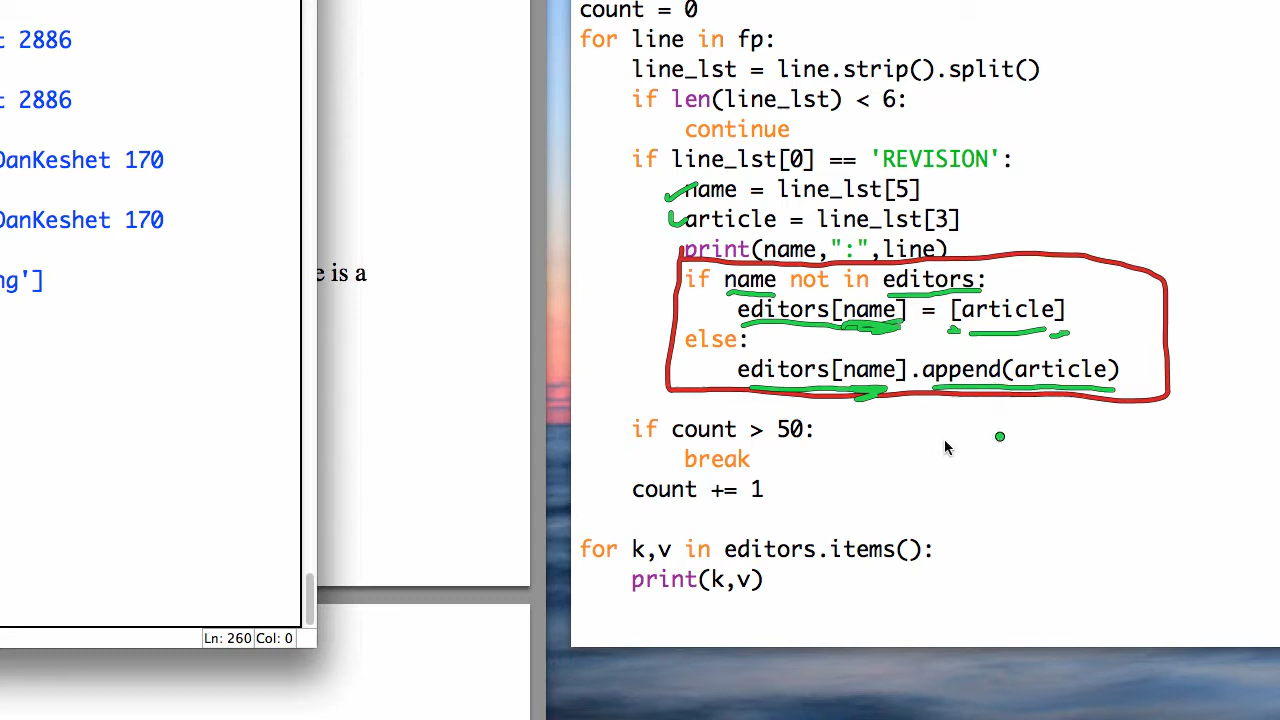 t 2886
t 2886
DanKeshet 170
DanKeshet 170
ng']
e is a
Ln: 260 Col: 0
count = 0
for line in fp:
line_lst = line.strip().split()
if len(line_lst) < 6:
continue
if line_lst[0] == 'REVISION':
name = line_lst[5]
article = line_lst[3]
print(name,":",line)
if name not in editors:
editors[name] = [article]
else:
editors[name].append(article)
if count > 50:
break
count += 1
for k,v in editors.items():
print(k,v)